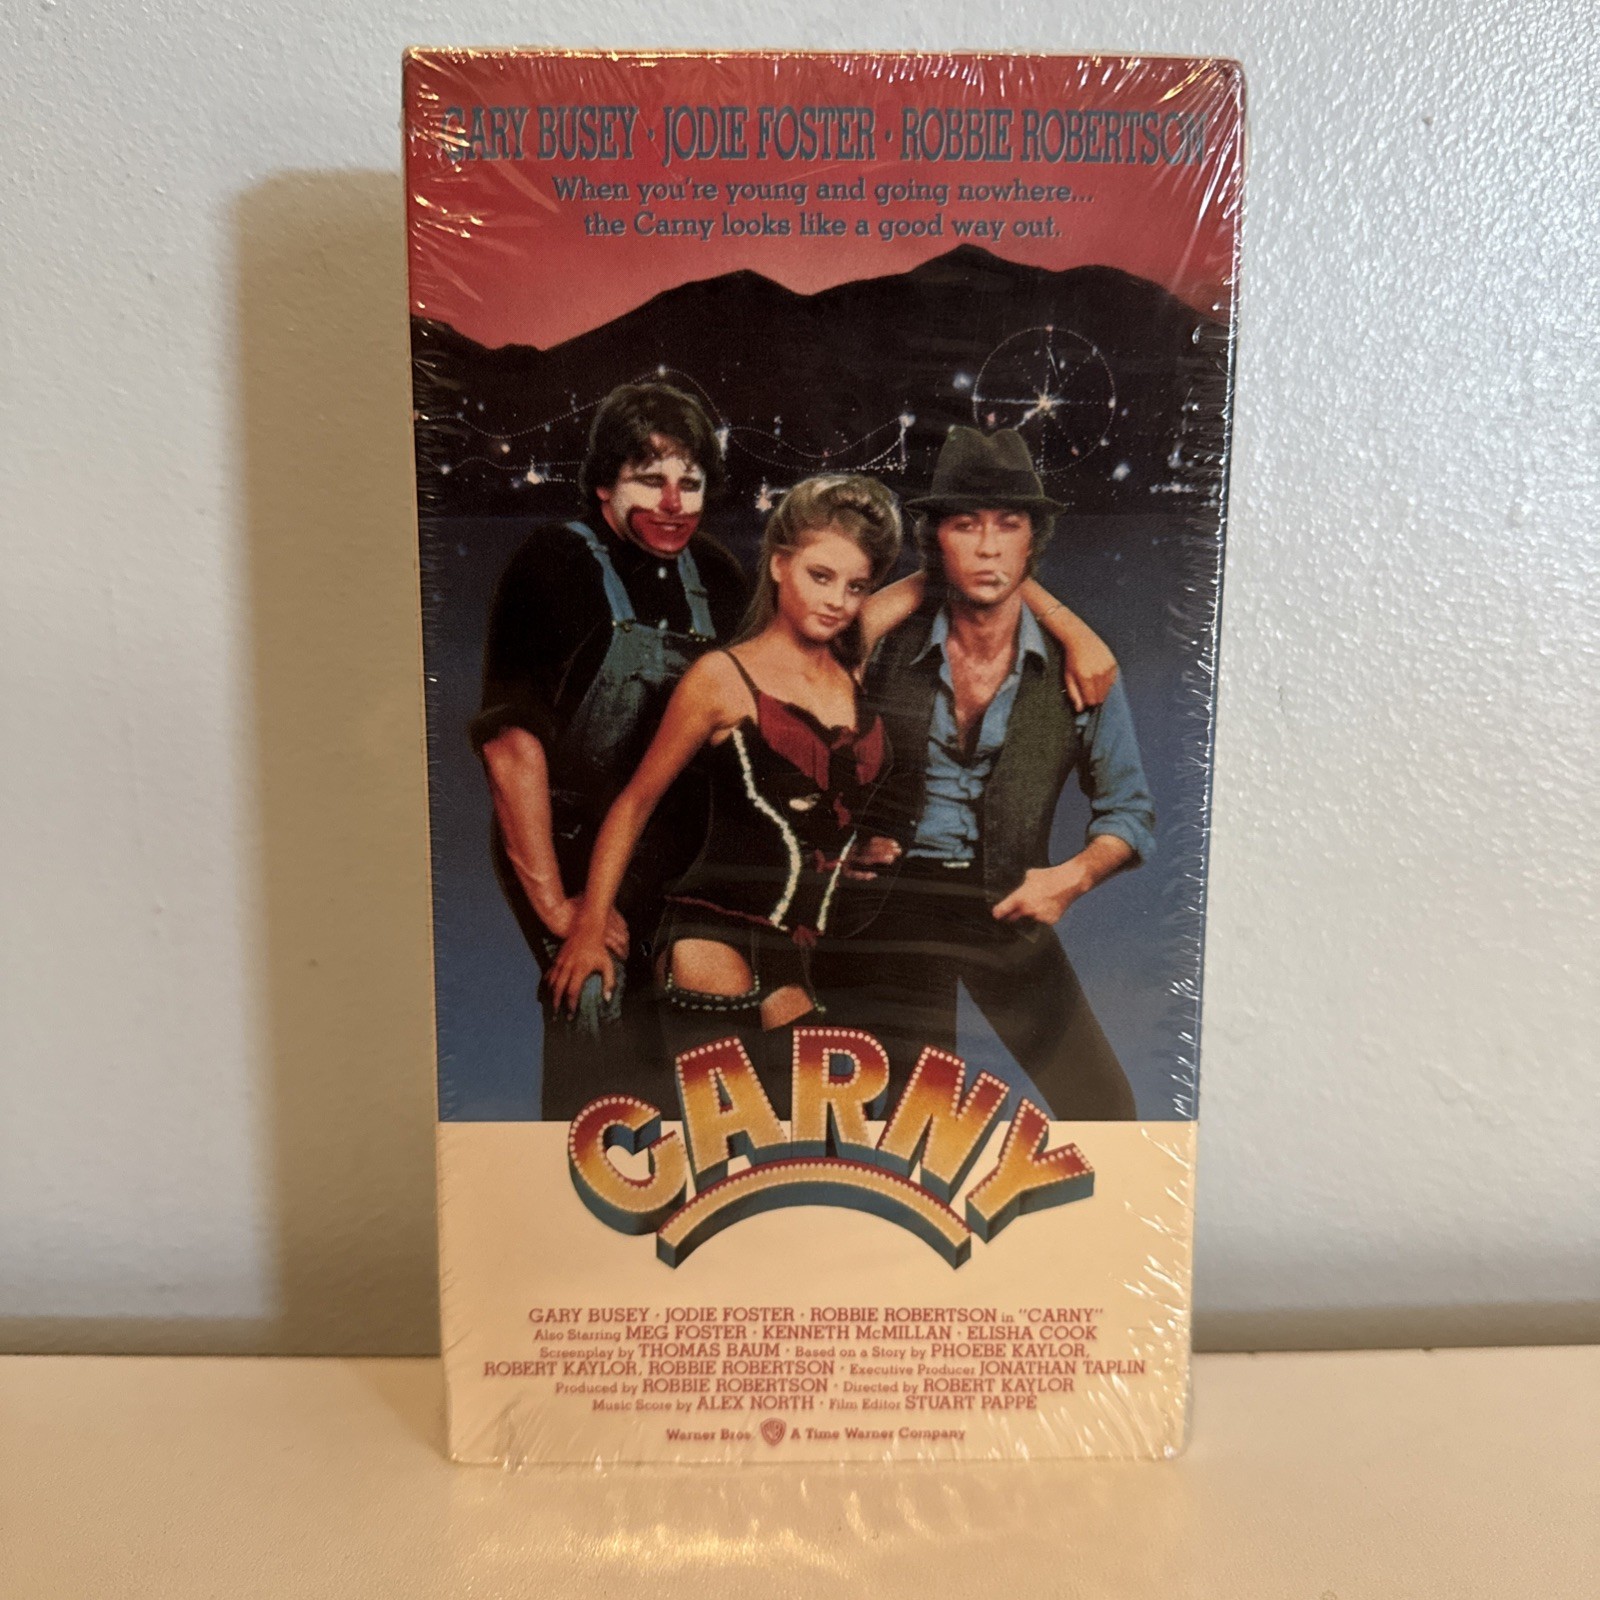 GARY BUSEY · JODIE FOSTER · ROBBIE ROBERTSON
When you're young and going nowhere...
the Carny looks like a good way out.
CARNY
GARY BUSEY · JODIE FOSTER · ROBBIE ROBERTSON in "CARNY"
Also Starring MEG FOSTER · KENNETH McMILLAN · ELISHA COOK
Screenplay by THOMAS BAUM · Based on a Story by PHOEBE KAYLOR,
ROBERT KAYLOR, ROBBIE ROBERTSON · Executive Producer JONATHAN TAPLIN
Produced by ROBBIE ROBERTSON · Directed by ROBERT KAYLOR
Music Score by ALEX NORTH · Film Editor STUART PAPPÉ
Warner Bros. WB A Time Warner Company